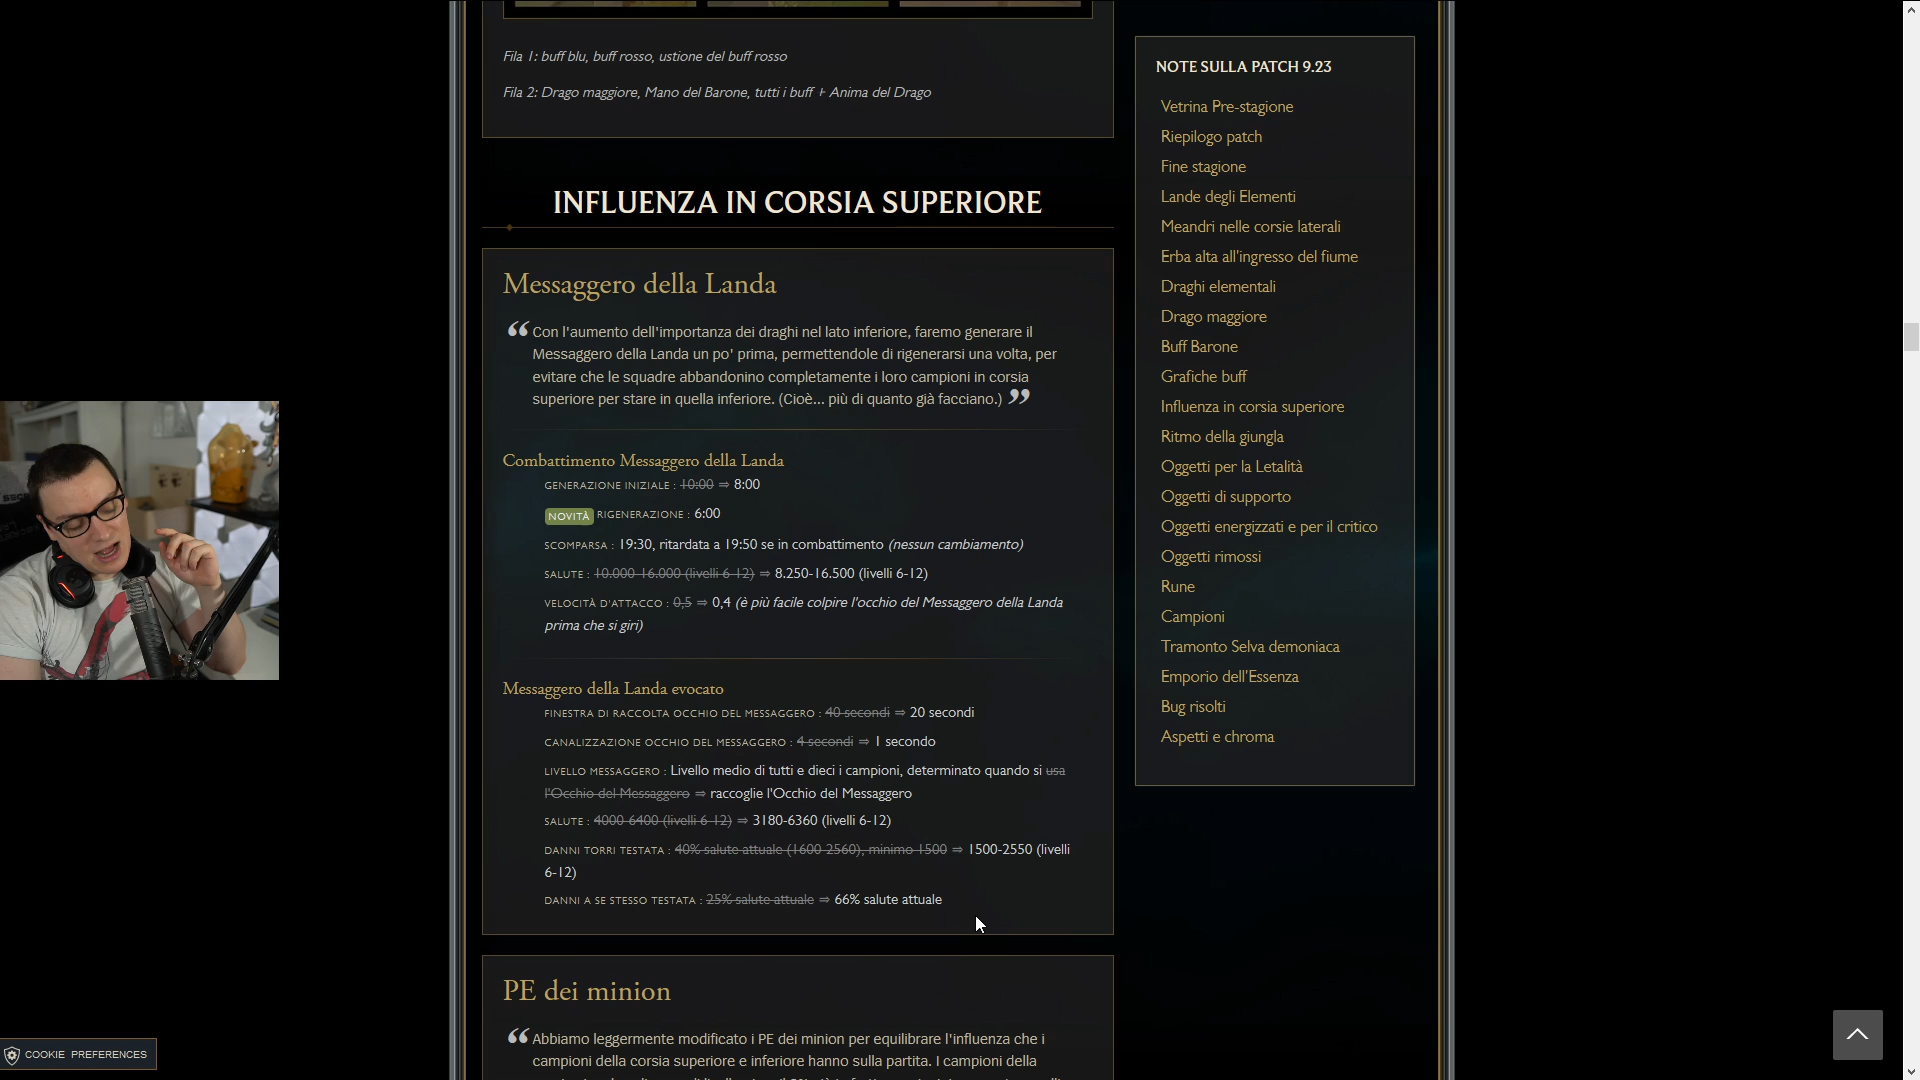 Fila 1: buff blu, buff rosso, ustione del buff rosso
Fila 2: Drago maggiore, Mano del Barone, tutti i buff + Anima del Drago
INFLUENZA IN CORSIA SUPERIORE
Messaggero della Landa
“ Con l'aumento dell'importanza dei draghi nel lato inferiore, faremo generare il
Messaggero della Landa un po' prima, permettendole di rigenerarsi una volta, per
evitare che le squadre abbandonino completamente i loro campioni in corsia
superiore per stare in quella inferiore. (Cioè... più di quanto già facciano.) ”
Combattimento Messaggero della Landa
GENERAZIONE INIZIALE : 10:00 ⇒ 8:00
NOVITÀ RIGENERAZIONE : 6:00
SCOMPARSA : 19:30, ritardata a 19:50 se in combattimento (nessun cambiamento)
SALUTE : 10.000-16.000 (livelli 6-12) ⇒ 8.250-16.500 (livelli 6-12)
VELOCITÀ D'ATTACCO : 0,5 ⇒ 0,4 (è più facile colpire l'occhio del Messaggero della Landa
prima che si giri)
Messaggero della Landa evocato
FINESTRA DI RACCOLTA OCCHIO DEL MESSAGGERO : 40 secondi ⇒ 20 secondi
CANALIZZAZIONE OCCHIO DEL MESSAGGERO : 4 secondi ⇒ 1 secondo
LIVELLO MESSAGGERO : Livello medio di tutti e dieci i campioni, determinato quando si usa
l'Occhio del Messaggero ⇒ raccoglie l'Occhio del Messaggero
SALUTE : 4000-6400 (livelli 6-12) ⇒ 3180-6360 (livelli 6-12)
DANNI TORRI TESTATA : 40% salute attuale (1600-2560), minimo 1500 ⇒ 1500-2550 (livelli
6-12)
DANNI A SE STESSO TESTATA : 25% salute attuale ⇒ 66% salute attuale
PE dei minion
“ Abbiamo leggermente modificato i PE dei minion per equilibrare l'influenza che i
campioni della corsia superiore e inferiore hanno sulla partita. I campioni della
NOTE SULLA PATCH 9.23
Vetrina Pre-stagione
Riepilogo patch
Fine stagione
Lande degli Elementi
Meandri nelle corsie laterali
Erba alta all'ingresso del fiume
Draghi elementali
Drago maggiore
Buff Barone
Grafiche buff
Influenza in corsia superiore
Ritmo della giungla
Oggetti per la Letalità
Oggetti di supporto
Oggetti energizzati e per il critico
Oggetti rimossi
Rune
Campioni
Tramonto Selva demoniaca
Emporio dell'Essenza
Bug risolti
Aspetti e chroma
COOKIE PREFERENCES